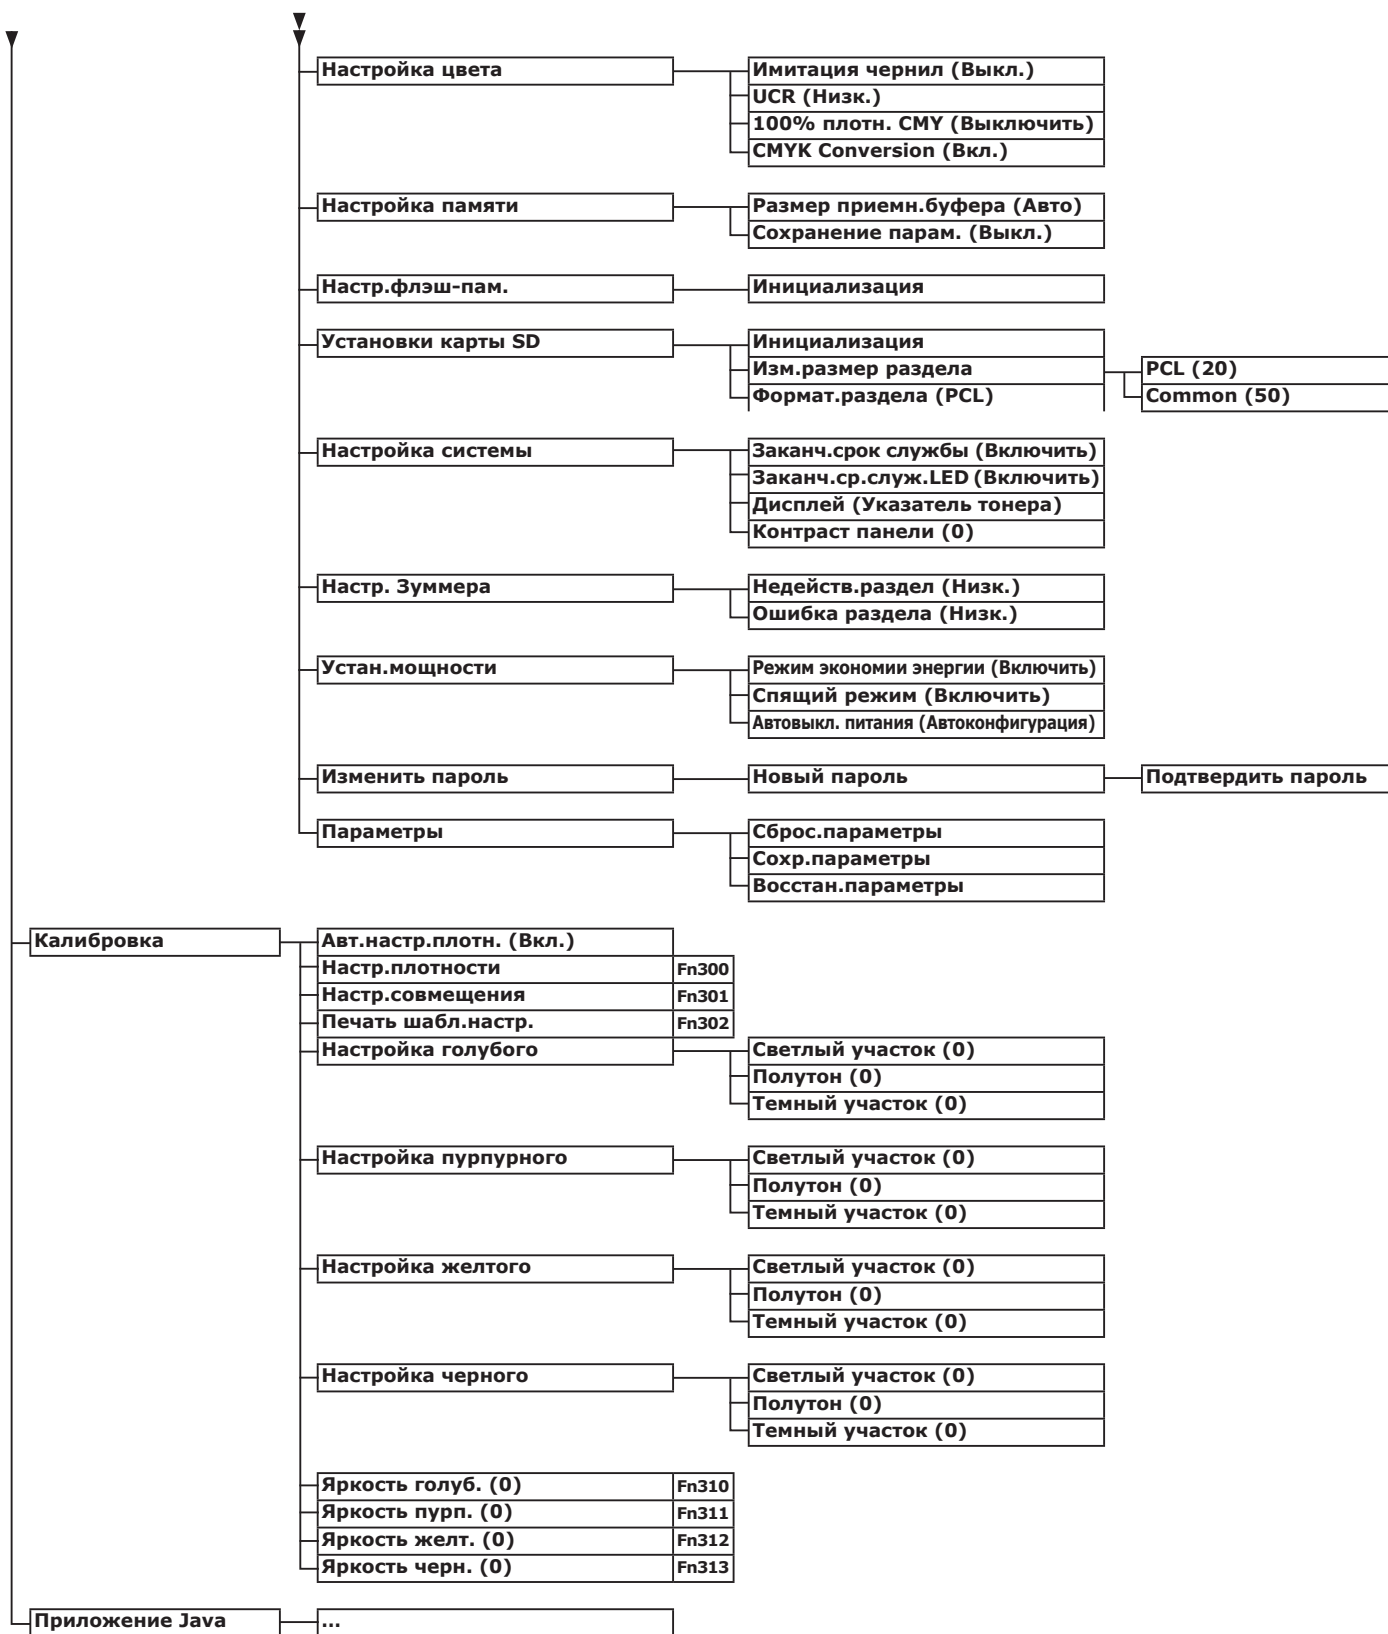 Настройка цвета
Имитация чернил (Выкл.)
UCR (Низк.)
100% плотн. CMY (Выключить)
CMYK Conversion (Вкл.)
Настройка памяти
Размер приемн.буфера (Авто)
Сохранение парам. (Выкл.)
Настр.флэш-пам.
Инициализация
Установки карты SD
Инициализация
Изм.размер раздела
PCL (20)
Common (50)
Формат.раздела (PCL)
Настройка системы
Заканч.срок службы (Включить)
Заканч.ср.служ.LED (Включить)
Дисплей (Указатель тонера)
Контраст панели (0)
Настр. Зуммера
Недейств.раздел (Низк.)
Ошибка раздела (Низк.)
Устан.мощности
Режим экономии энергии (Включить)
Спящий режим (Включить)
Автовыкл. питания (Автоконфигурация)
Изменить пароль
Новый пароль
Подтвердить пароль
Параметры
Сброс.параметры
Сохр.параметры
Восстан.параметры
Калибровка
Авт.настр.плотн. (Вкл.)
Настр.плотности Fn300
Настр.совмещения Fn301
Печать шабл.настр. Fn302
Настройка голубого
Светлый участок (0)
Полутон (0)
Темный участок (0)
Настройка пурпурного
Светлый участок (0)
Полутон (0)
Темный участок (0)
Настройка желтого
Светлый участок (0)
Полутон (0)
Темный участок (0)
Настройка черного
Светлый участок (0)
Полутон (0)
Темный участок (0)
Яркость голуб. (0) Fn310
Яркость пурп. (0) Fn311
Яркость желт. (0) Fn312
Яркость черн. (0) Fn313
Приложение Java
...